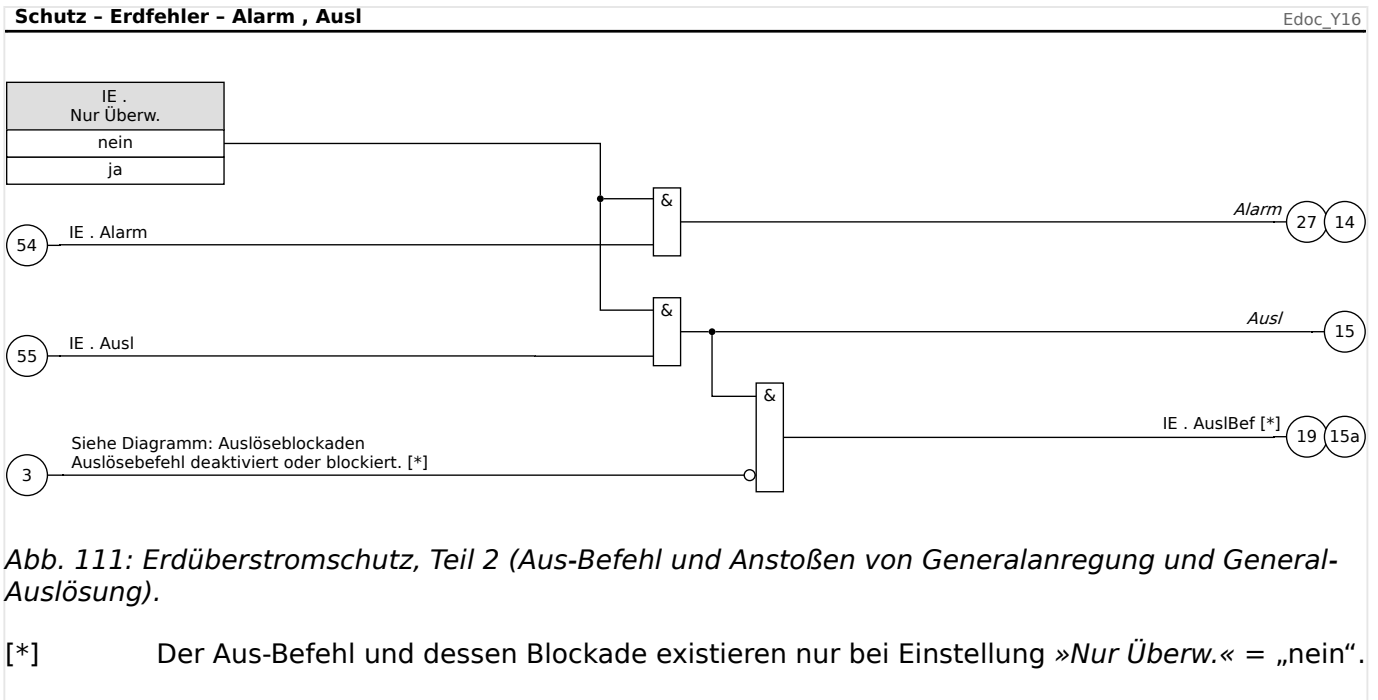 Schutz – Erdfehler – Alarm , Ausl
Edoc_Y16
IE .
Nur Überw.
nein
ja
&
Alarm
27
14
54
IE . Alarm
&
Ausl
15
55
IE . Ausl
&
IE . AuslBef [*]
19
15a
Siehe Diagramm: Auslöseblockaden
Auslösebefehl deaktiviert oder blockiert. [*]
3
Abb. 111: Erdüberstromschutz, Teil 2 (Aus-Befehl und Anstoßen von Generalanregung und General-
Auslösung).
[*] Der Aus-Befehl und dessen Blockade existieren nur bei Einstellung »Nur Überw.« = „nein“.